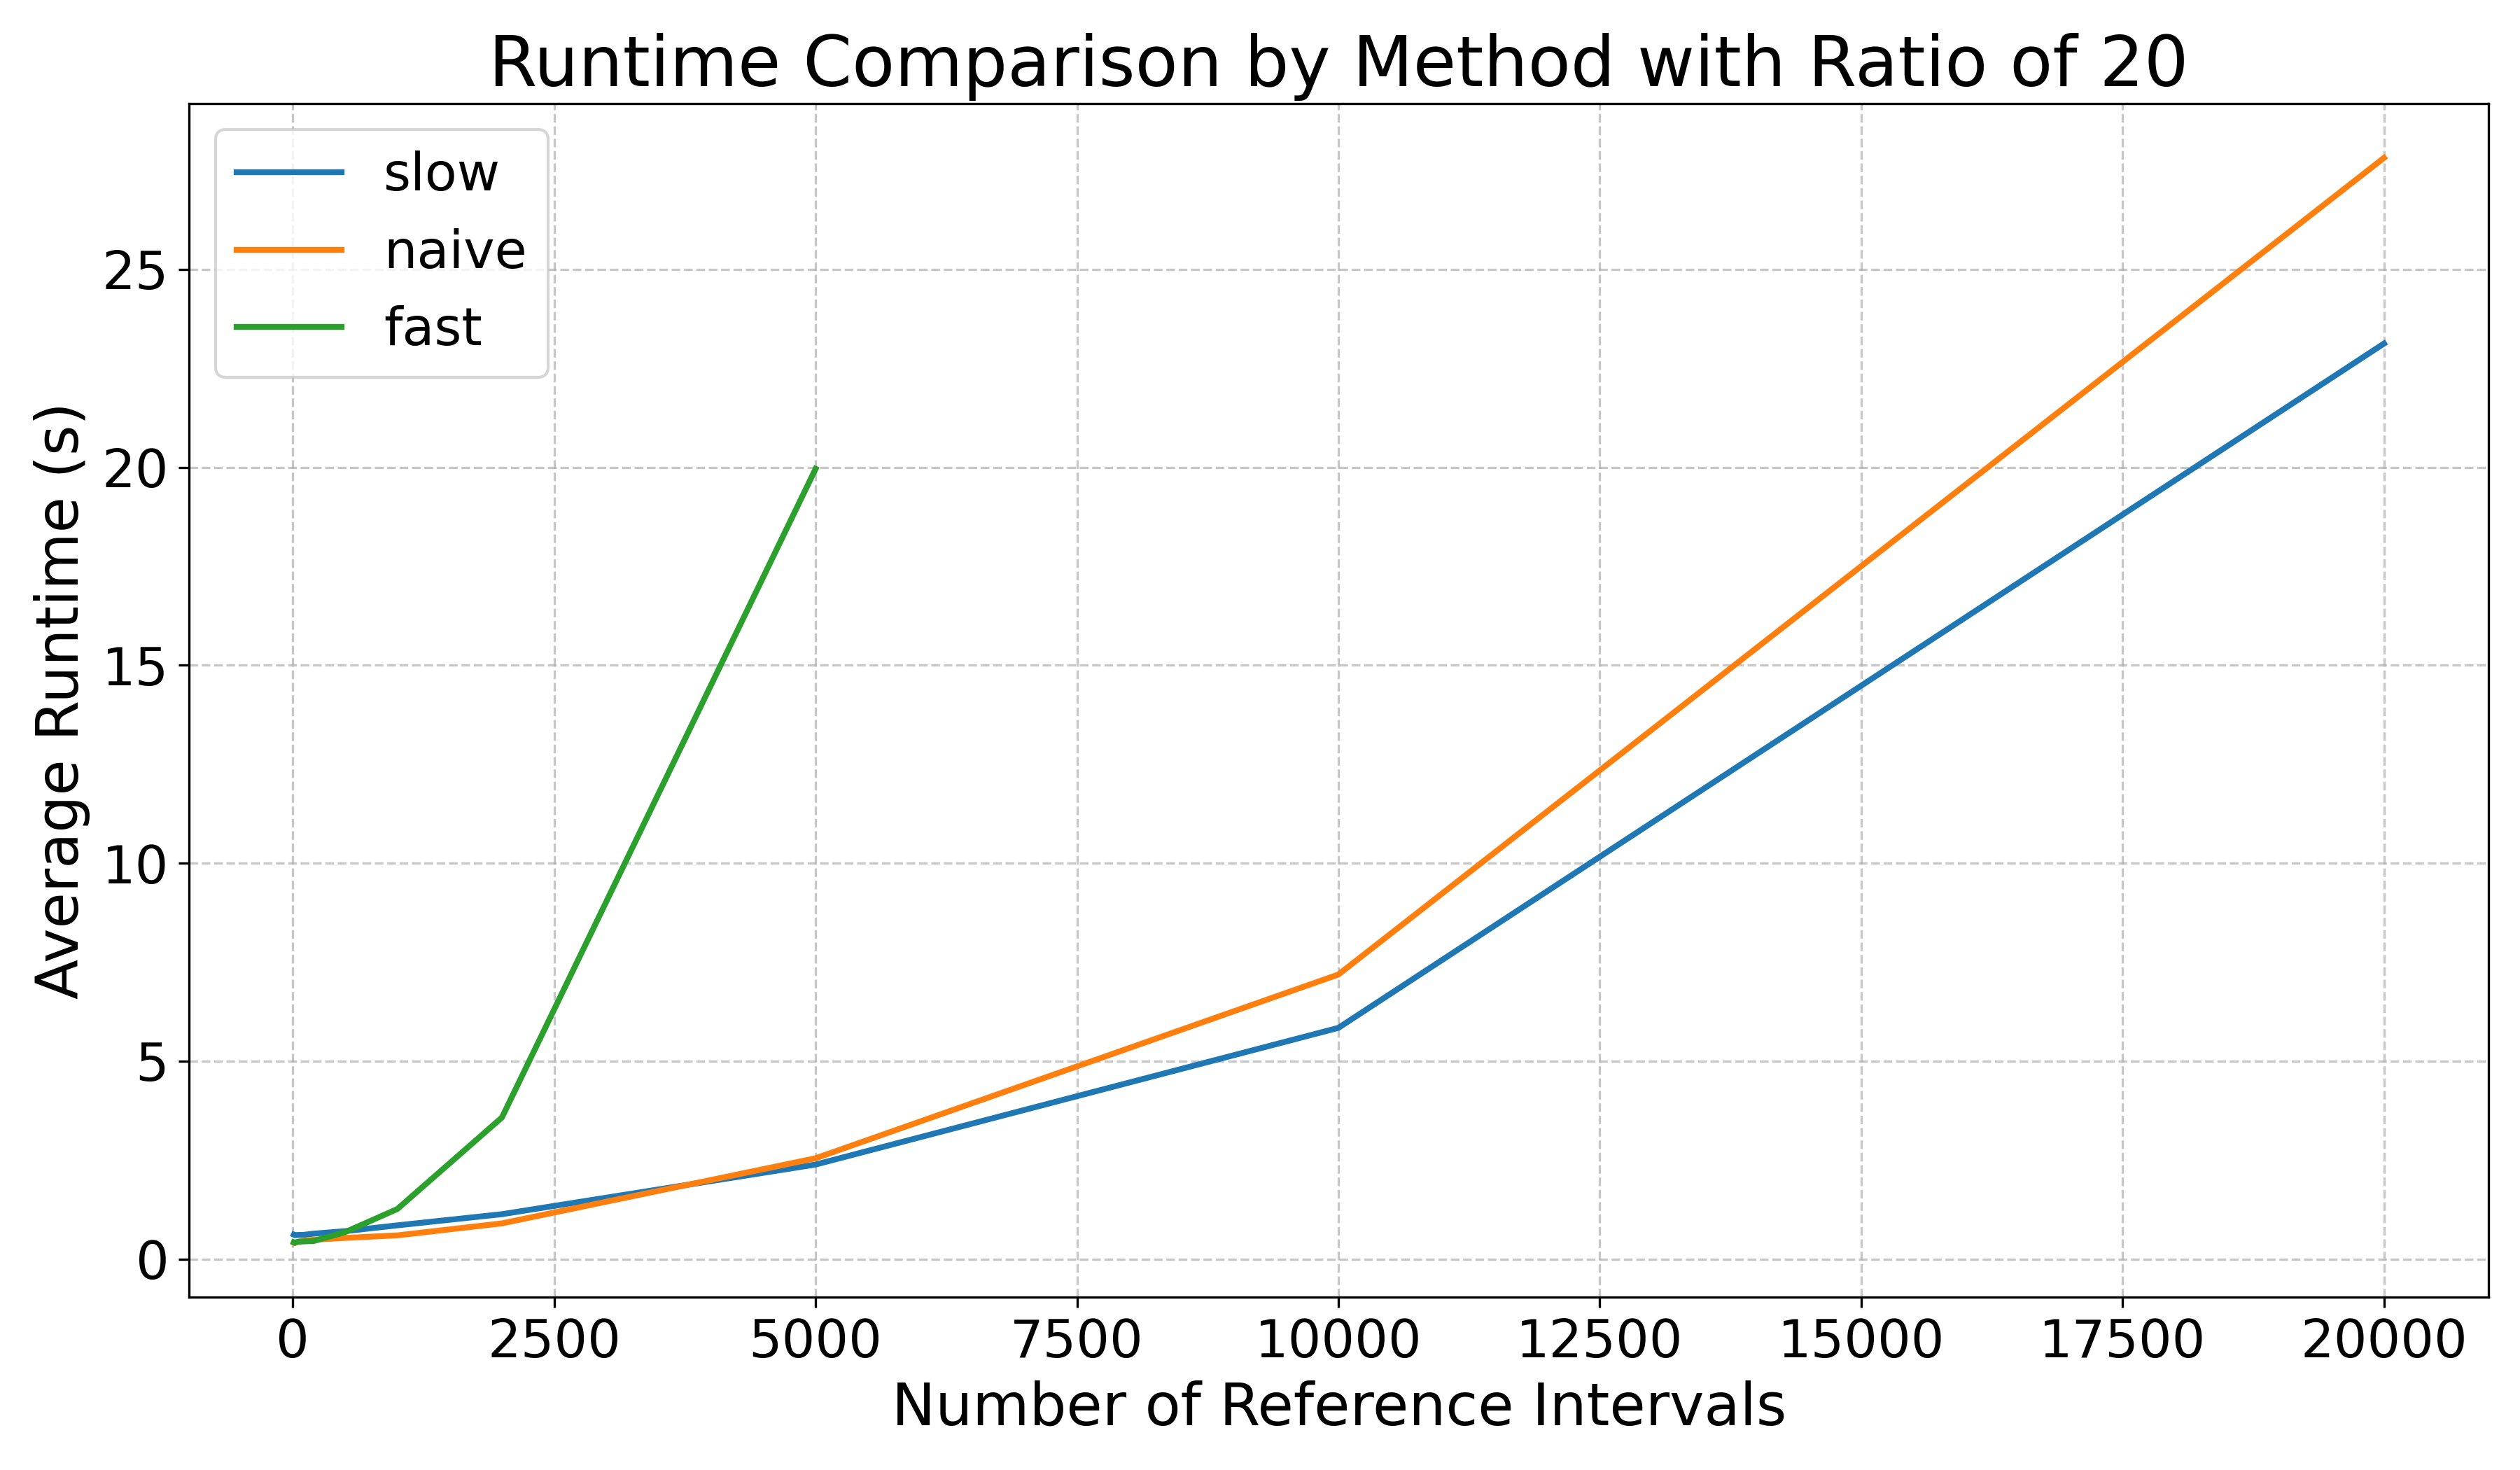 Runtime Comparison by Method with Ratio of 20
slow
naive
fast
Average Runtime (s)
25
20
15
10
5
0
0 2500 5000 7500 10000 12500 15000 17500 20000
Number of Reference Intervals